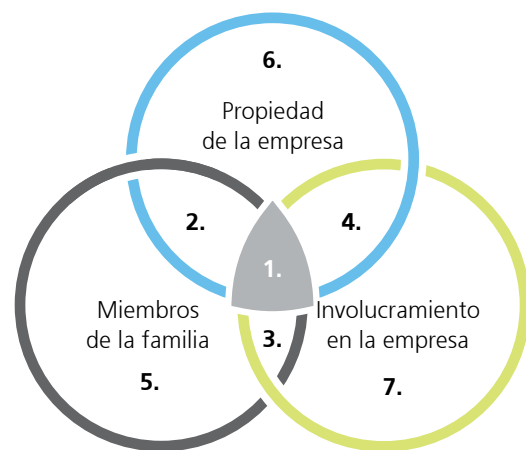 6.
Propiedad
de la empresa
2.
4.
1.
Miembros
de la familia
3.
Involucramiento
en la empresa
5.
7.